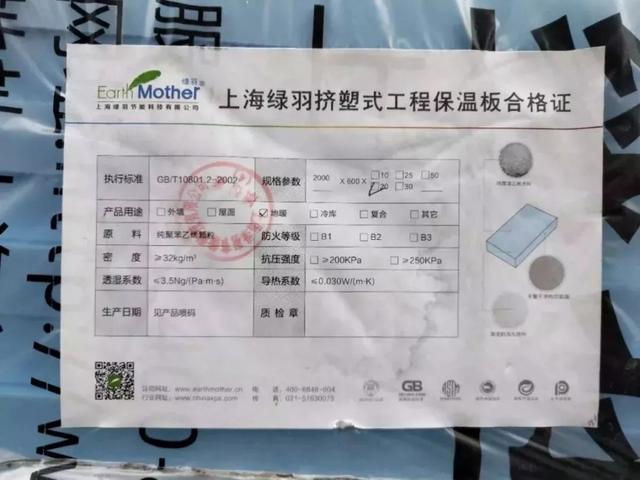 绿羽
Earth Mother
上海绿羽节能科技有限公司
上海绿羽挤塑式工程保温板合格证
执行标准 GB/T10801.2-2002 规格参数 2000 X 600 X □10 □25 □50
☑20 □30
产品用途 □外墙 □屋面 ☑地暖 □冷库 □复合 □其它
原料 纯聚苯乙烯颗粒 防火等级 □B1 □B2 □B3
密度 ≥32kg/m³ 抗压强度 □≥200KPa □≥250KPa
透湿系数 ≤3.5Ng/(Pa·m·s) 导热系数 ≤0.030W/(m·K)
生产日期 见产品喷码 质检章
公司网址: www.earthmother.cn 电话: 400-6848-004
行业网址: www.chinaxps.com 传真: 021-57630075
GB